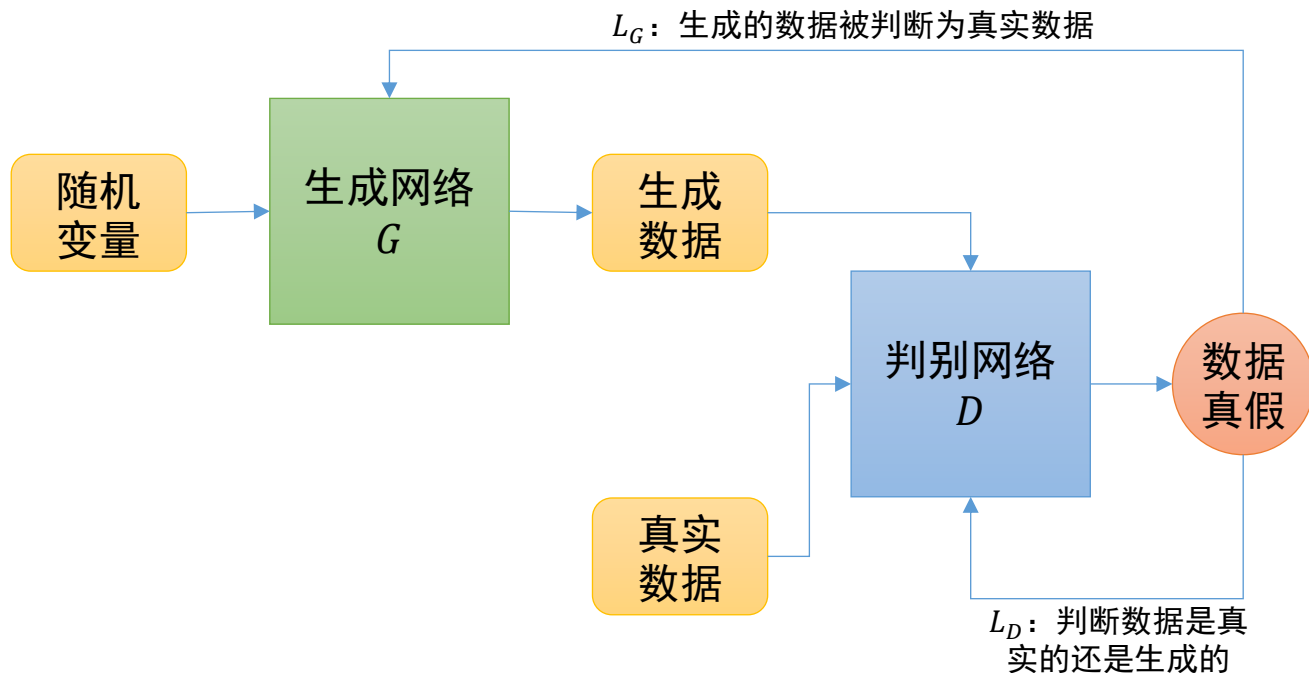 L_G：生成的数据被判断为真实数据
随机
变量
生成网络
G
生成
数据
判别网络
D
数据
真假
真实
数据
L_D：判断数据是真
实的还是生成的